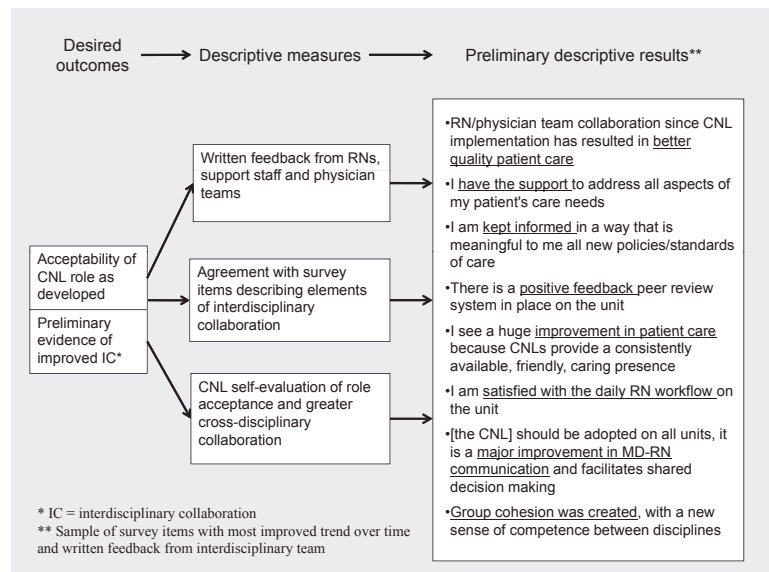 Desired
outcomes
Descriptive measures
Preliminary descriptive results**
Acceptability of
CNL role as
developed
Preliminary
evidence of
improved IC*
Written feedback from RNs,
support staff and physician
teams
Agreement with survey
items describing elements
of interdisciplinary
collaboration
CNL self-evaluation of role
acceptance and greater
cross-disciplinary
collaboration
•RN/physician team collaboration since CNL
implementation has resulted in better
quality patient care
•I have the support to address all aspects of
my patient's care needs
•I am kept informed in a way that is
meaningful to me all new policies/standards
of care
•There is a positive feedback peer review
system in place on the unit
•I see a huge improvement in patient care
because CNLs provide a consistently
available, friendly, caring presence
•I am satisfied with the daily RN workflow on
the unit
•[the CNL] should be adopted on all units, it
is a major improvement in MD-RN
communication and facilitates shared
decision making
•Group cohesion was created, with a new
sense of competence between disciplines
* IC = interdisciplinary collaboration
** Sample of survey items with most improved trend over time
and written feedback from interdisciplinary team